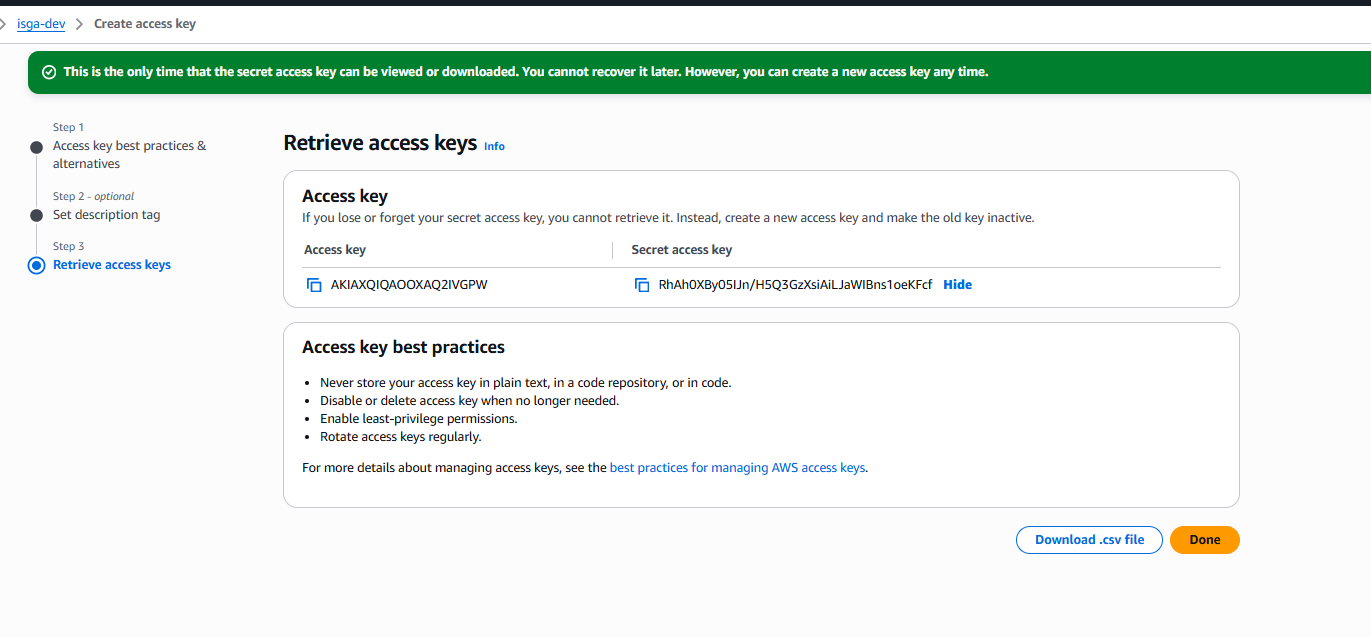 isga-dev > Create access key
This is the only time that the secret access key can be viewed or downloaded. You cannot recover it later. However, you can create a new access key any time.
Step 1
Access key best practices &
alternatives
Step 2 - optional
Set description tag
Step 3
Retrieve access keys
Retrieve access keys Info
Access key
If you lose or forget your secret access key, you cannot retrieve it. Instead, create a new access key and make the old key inactive.
Access key Secret access key
AKIAXQIQAOOXAQ2IVGPW RhAh0XBy05IJn/H5Q3GzXsiAiLJaWIBns1oeKFcf Hide
Access key best practices
• Never store your access key in plain text, in a code repository, or in code.
• Disable or delete access key when no longer needed.
• Enable least-privilege permissions.
• Rotate access keys regularly.
For more details about managing access keys, see the best practices for managing AWS access keys.
Download .csv file Done